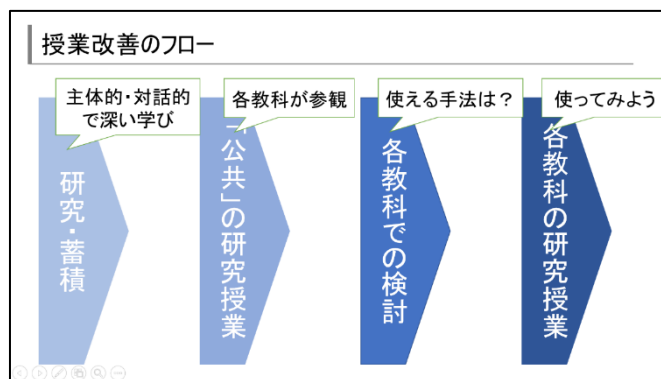 授業改善のフロー
主体的・対話的
で深い学び
各教科が参観
使える手法は？
使ってみよう
研究・蓄積
「公共」の研究授業
各教科での検討
各教科の研究授業